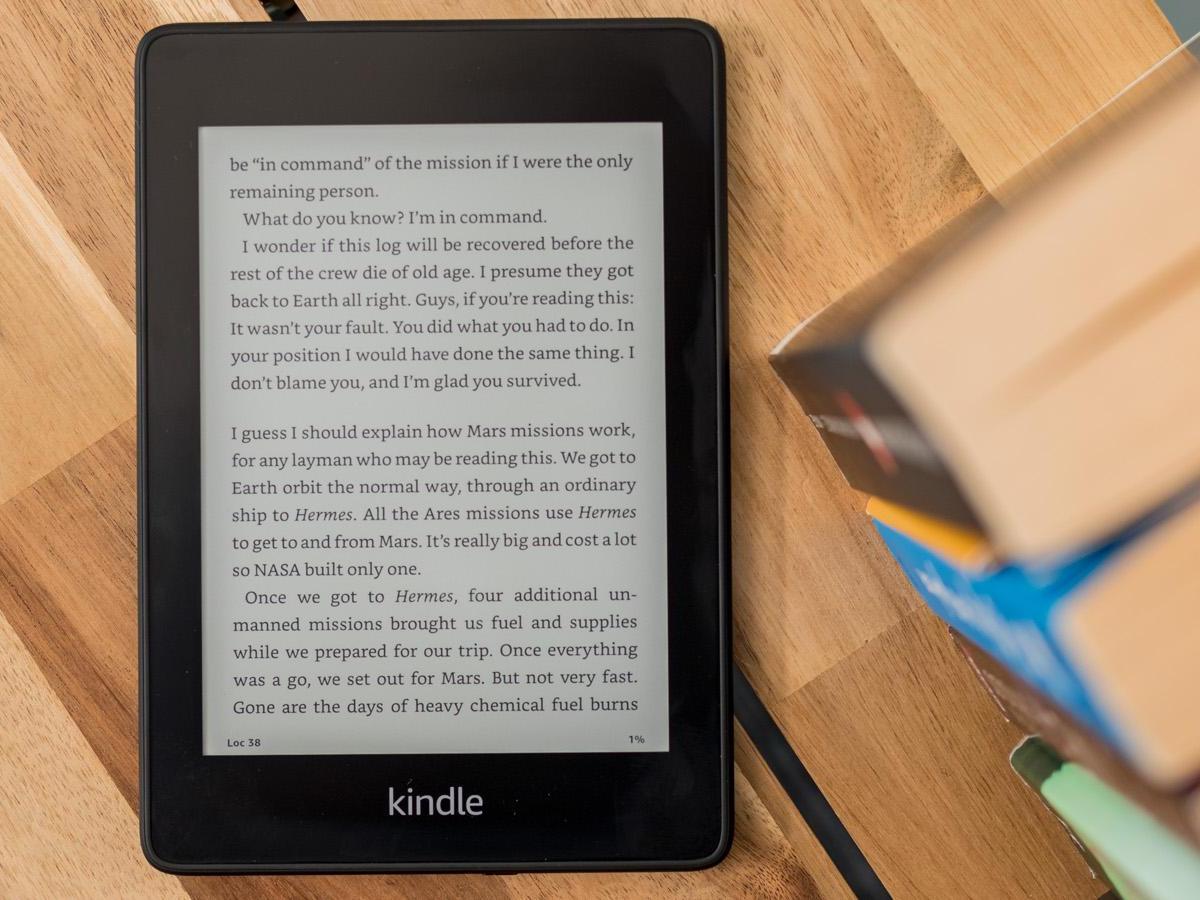 be “in command” of the mission if I were the only
remaining person.
What do you know? I’m in command.
I wonder if this log will be recovered before the
rest of the crew die of old age. I presume they got
back to Earth all right. Guys, if you’re reading this:
It wasn’t your fault. You did what you had to do. In
your position I would have done the same thing. I
don’t blame you, and I’m glad you survived.
I guess I should explain how Mars missions work,
for any layman who may be reading this. We got to
Earth orbit the normal way, through an ordinary
ship to Hermes. All the Ares missions use Hermes
to get to and from Mars. It’s really big and cost a lot
so NASA built only one.
Once we got to Hermes, four additional un-
manned missions brought us fuel and supplies
while we prepared for our trip. Once everything
was a go, we set out for Mars. But not very fast.
Gone are the days of heavy chemical fuel burns
Loc 38 1%
kindle